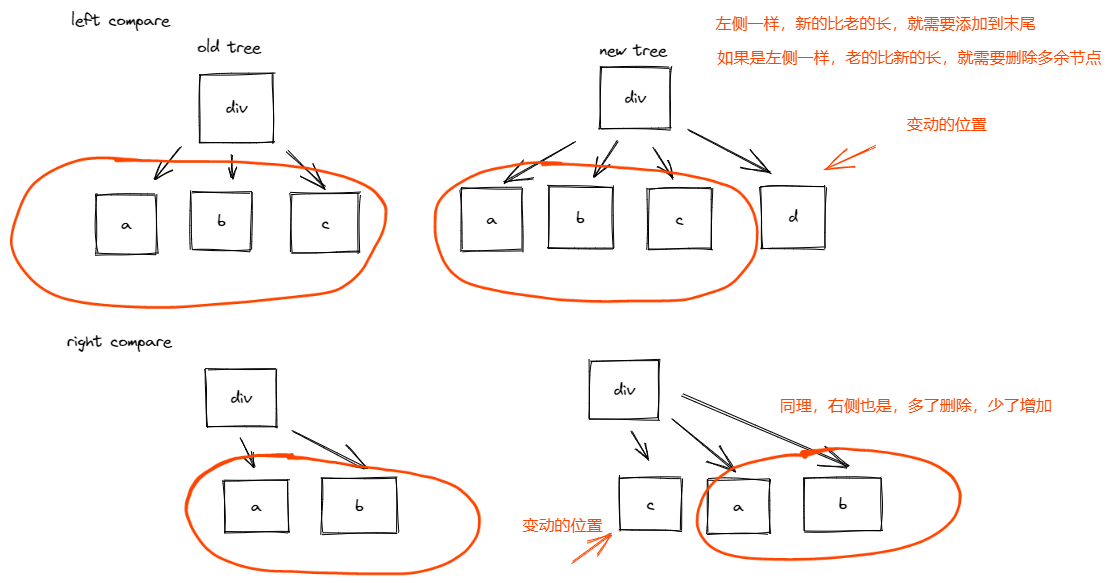 left compare
左侧一样，新的比老的长，就需要添加到末尾
old tree
new tree
如果是左侧一样，老的比新的长，就需要删除多余节点
div
div
变动的位置
a
b
c
a
b
c
d
right compare
div
div
同理，右侧也是，多了删除，少了增加
a
b
c
a
b
变动的位置